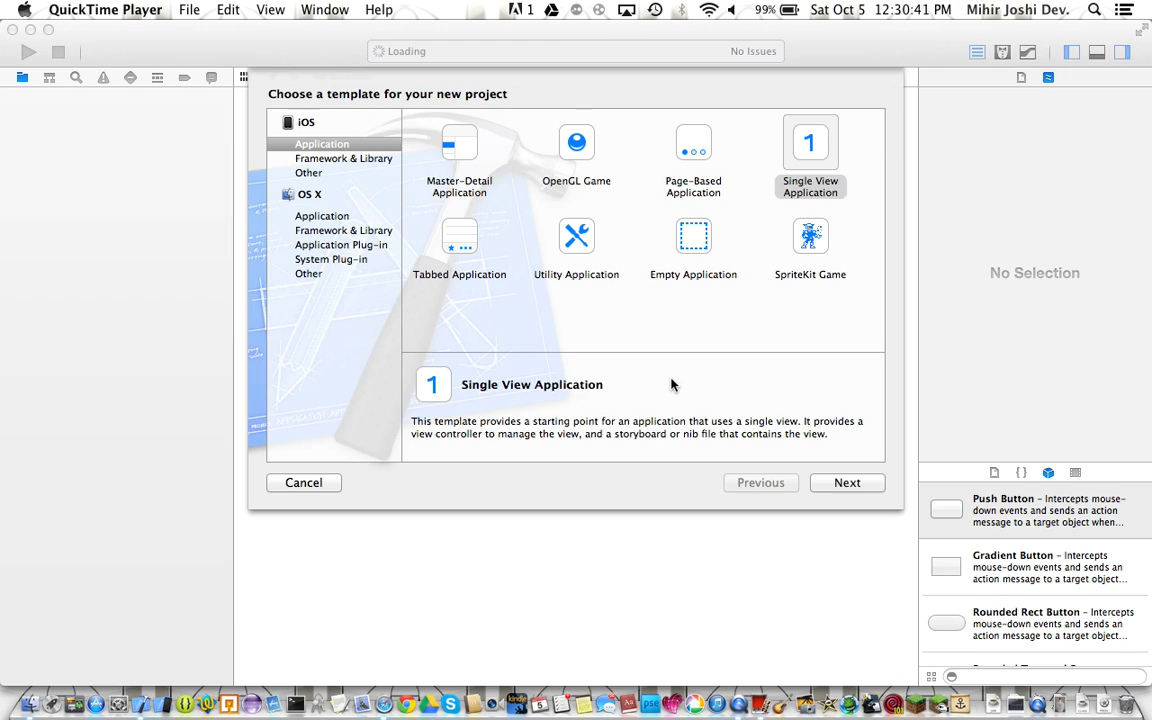 QuickTime Player File Edit View Window Help 1 99% Sat Oct 5 12:30:41 PM Mihir Joshi Dev.
Loading No Issues
Choose a template for your new project
iOS
Application
Framework & Library
Other
OS X
Application
Framework & Library
Application Plug-in
System Plug-in
Other
Master-Detail
Application
OpenGL Game
Page-Based
Application
1
Single View
Application
Tabbed Application
Utility Application
Empty Application
SpriteKit Game
1 Single View Application
This template provides a starting point for an application that uses a single view. It provides a
view controller to manage the view, and a storyboard or nib file that contains the view.
Cancel Previous Next
No Selection
{ }
Push Button – Intercepts mouse-
down events and sends an action
message to a target object when...
Gradient Button – Intercepts
mouse-down events and sends an
action message to a target object...
Rounded Rect Button – Intercepts
mouse-down events and sends an
action message to a target object...